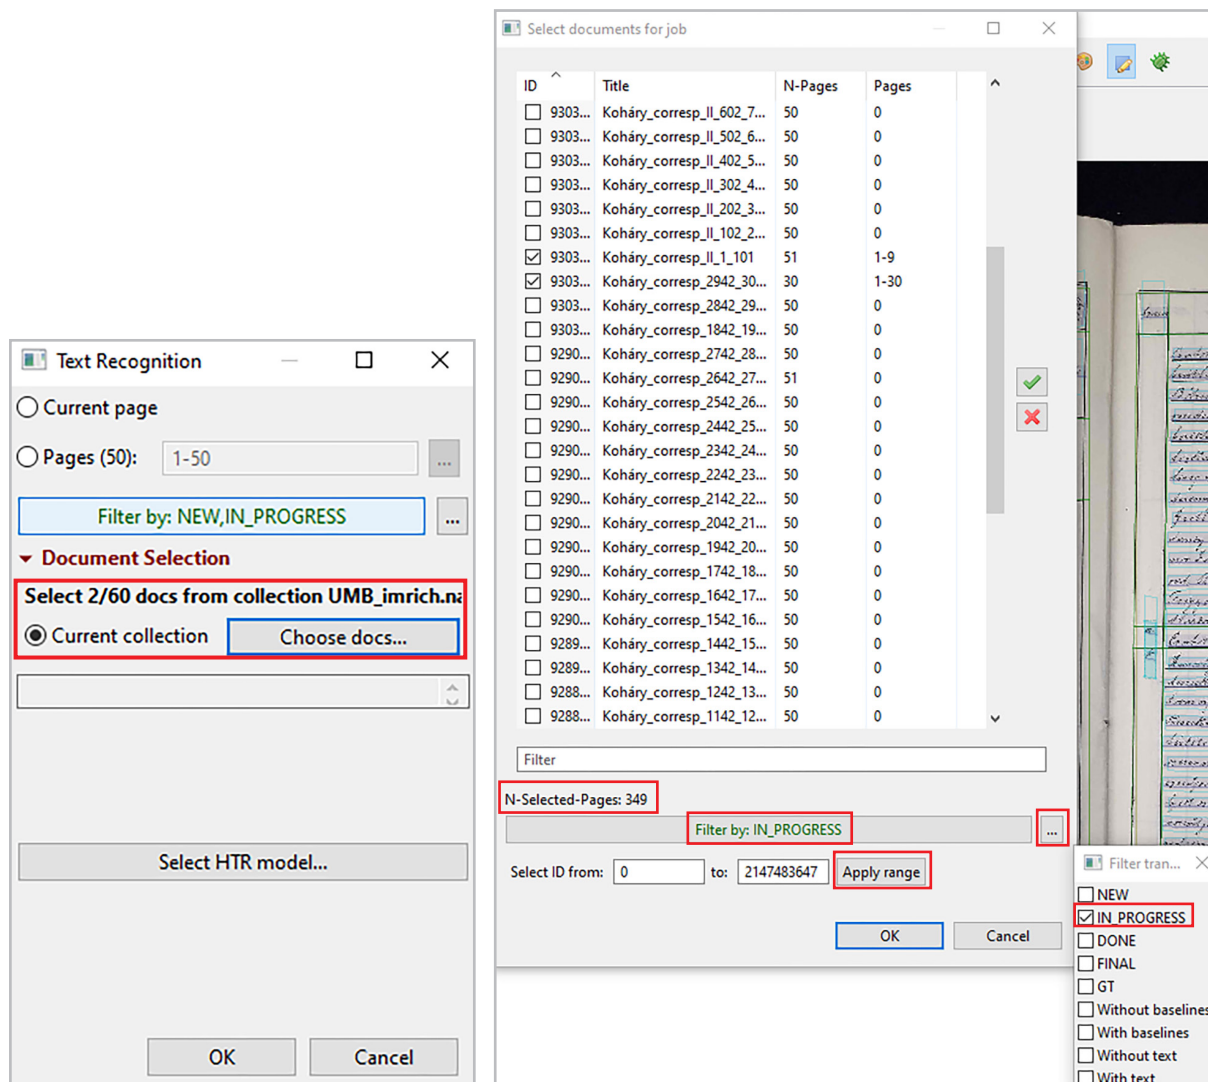 Text Recognition
Current page
Pages (50): 1-50 ...
Filter by: NEW,IN_PROGRESS ...
Document Selection
Select 2/60 docs from collection UMB_imrich.na
Current collection Choose docs...
Select HTR model...
OK Cancel
Select documents for job
ID Title N-Pages Pages
9303... Koháry_corresp_II_602_7... 50 0
9303... Koháry_corresp_II_502_6... 50 0
9303... Koháry_corresp_II_402_5... 50 0
9303... Koháry_corresp_II_302_4... 50 0
9303... Koháry_corresp_II_202_3... 50 0
9303... Koháry_corresp_II_102_2... 50 0
9303... Koháry_corresp_II_1_101 51 1-9
9303... Koháry_corresp_2942_30... 30 1-30
9303... Koháry_corresp_2842_29... 50 0
9303... Koháry_corresp_1842_19... 50 0
9290... Koháry_corresp_2742_28... 50 0
9290... Koháry_corresp_2642_27... 51 0
9290... Koháry_corresp_2542_26... 50 0
9290... Koháry_corresp_2442_25... 50 0
9290... Koháry_corresp_2342_24... 50 0
9290... Koháry_corresp_2242_23... 50 0
9290... Koháry_corresp_2142_22... 50 0
9290... Koháry_corresp_2042_21... 50 0
9290... Koháry_corresp_1942_20... 50 0
9290... Koháry_corresp_1742_18... 50 0
9290... Koháry_corresp_1642_17... 50 0
9290... Koháry_corresp_1542_16... 50 0
9289... Koháry_corresp_1442_15... 50 0
9289... Koháry_corresp_1342_14... 50 0
9288... Koháry_corresp_1242_13... 50 0
9288... Koháry_corresp_1142_12... 50 0
Filter
N-Selected-Pages: 349
Filter by: IN_PROGRESS ...
Select ID from: 0 to: 2147483647 Apply range
OK Cancel
Filter tran...
NEW
IN_PROGRESS
DONE
FINAL
GT
Without baselines
With baselines
Without text
With text